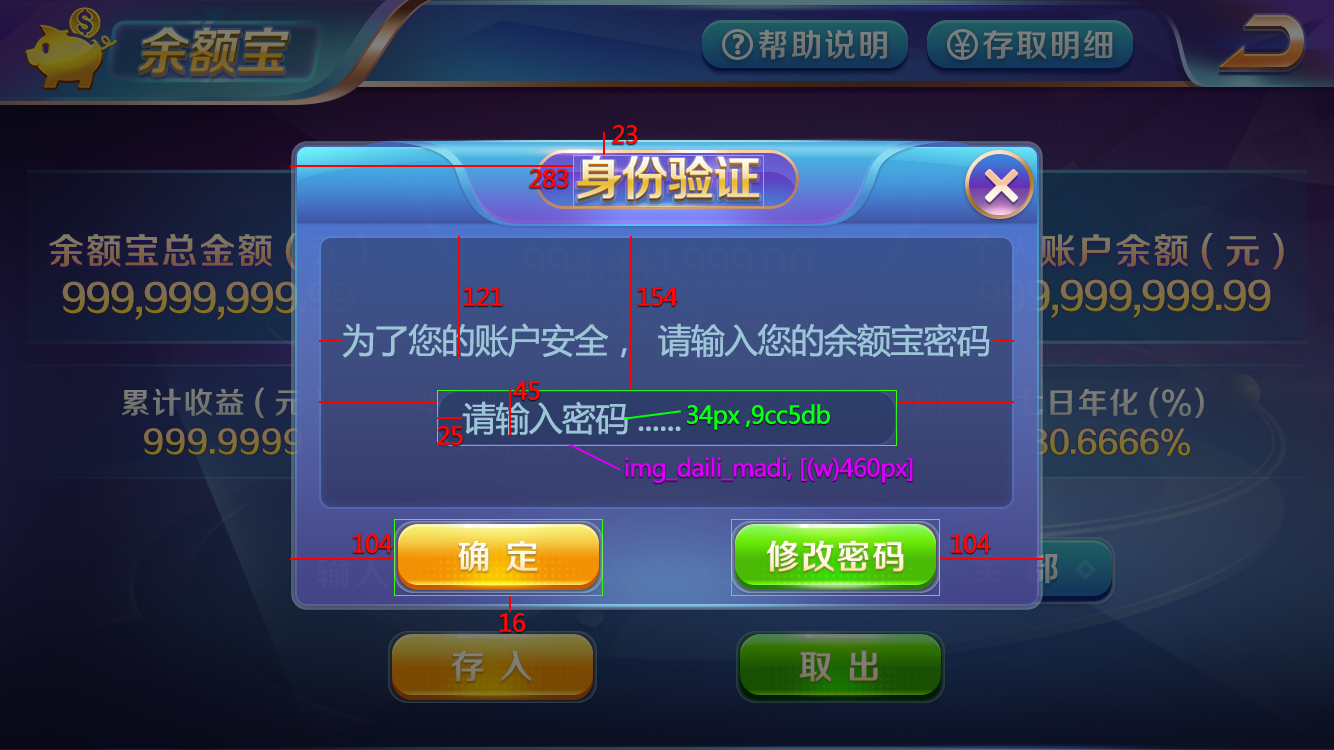 余额宝
帮助说明
存取明细
23
283
身份验证
余额宝总金额(
账户余额(元)
999,999,999.99
999,999,999.99
121
154
为了您的账户安全， 请输入您的余额宝密码
累计收益(元
七日年化(%)
999.9999
30.6666%
45
25
请输入密码 ......
34px ,9cc5db
img_daili_madi, [(w)460px]
104
确 定
修改密码
104
输入
部
16
存 入
取 出